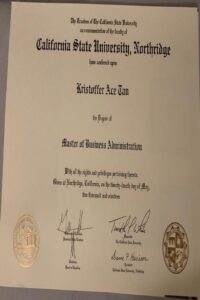 The Trustees of The California State University
on recommendation of the faculty of
California State University, Northridge
have conferred upon
Kristoffer Ace Tan
the Degree of
Master of Business Administration
With all the rights and privileges pertaining thereto.
Given at Northridge, California, on the twenty-fourth day of May,
two thousand and nineteen